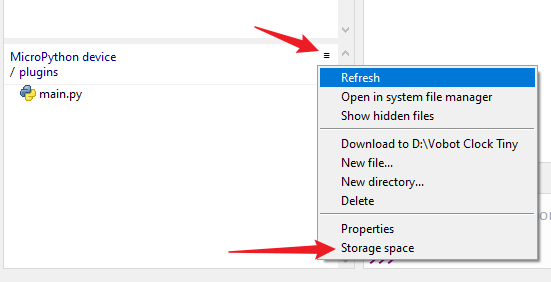 MicroPython device
/ plugins
main.py
Refresh
Open in system file manager
Show hidden files
Download to D:\Vobot Clock Tiny
New file...
New directory...
Delete
Properties
Storage space